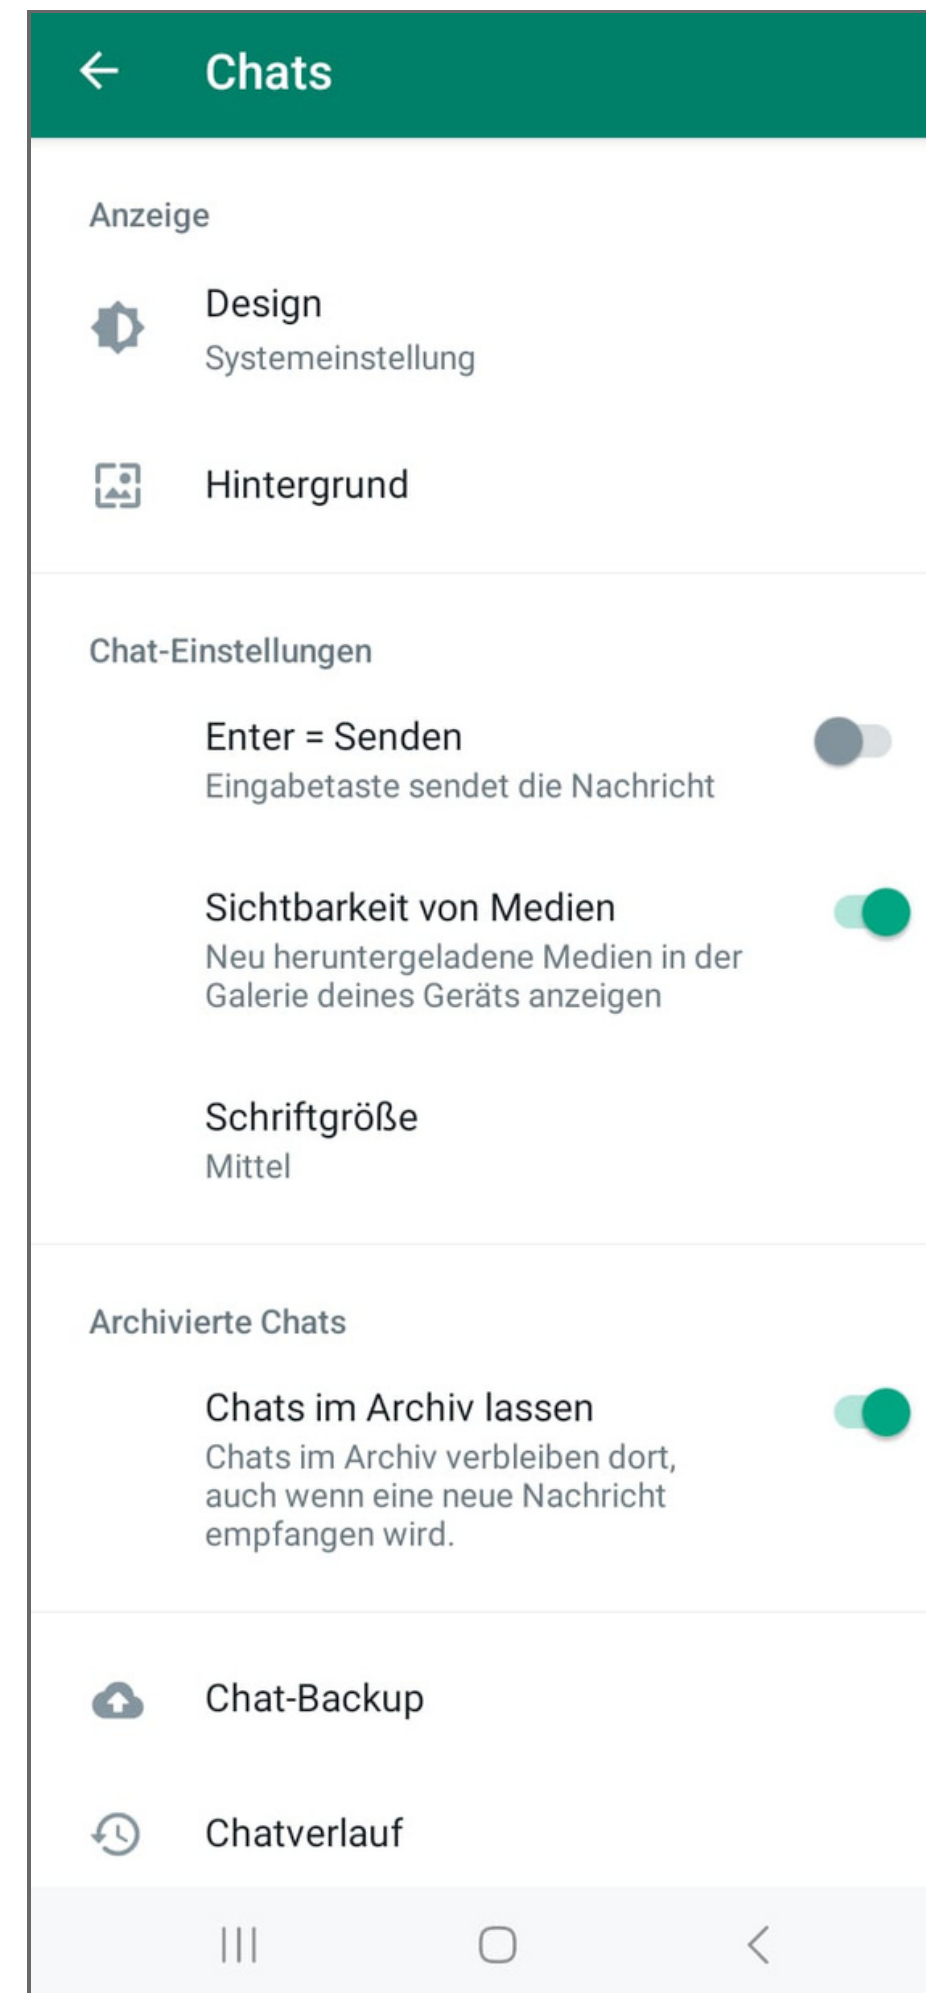 Chats
Anzeige
Design
Systemeinstellung
Hintergrund
Chat-Einstellungen
Enter = Senden
Eingabetaste sendet die Nachricht
Sichtbarkeit von Medien
Neu heruntergeladene Medien in der
Galerie deines Geräts anzeigen
Schriftgröße
Mittel
Archivierte Chats
Chats im Archiv lassen
Chats im Archiv verbleiben dort,
auch wenn eine neue Nachricht
empfangen wird.
Chat-Backup
Chatverlauf